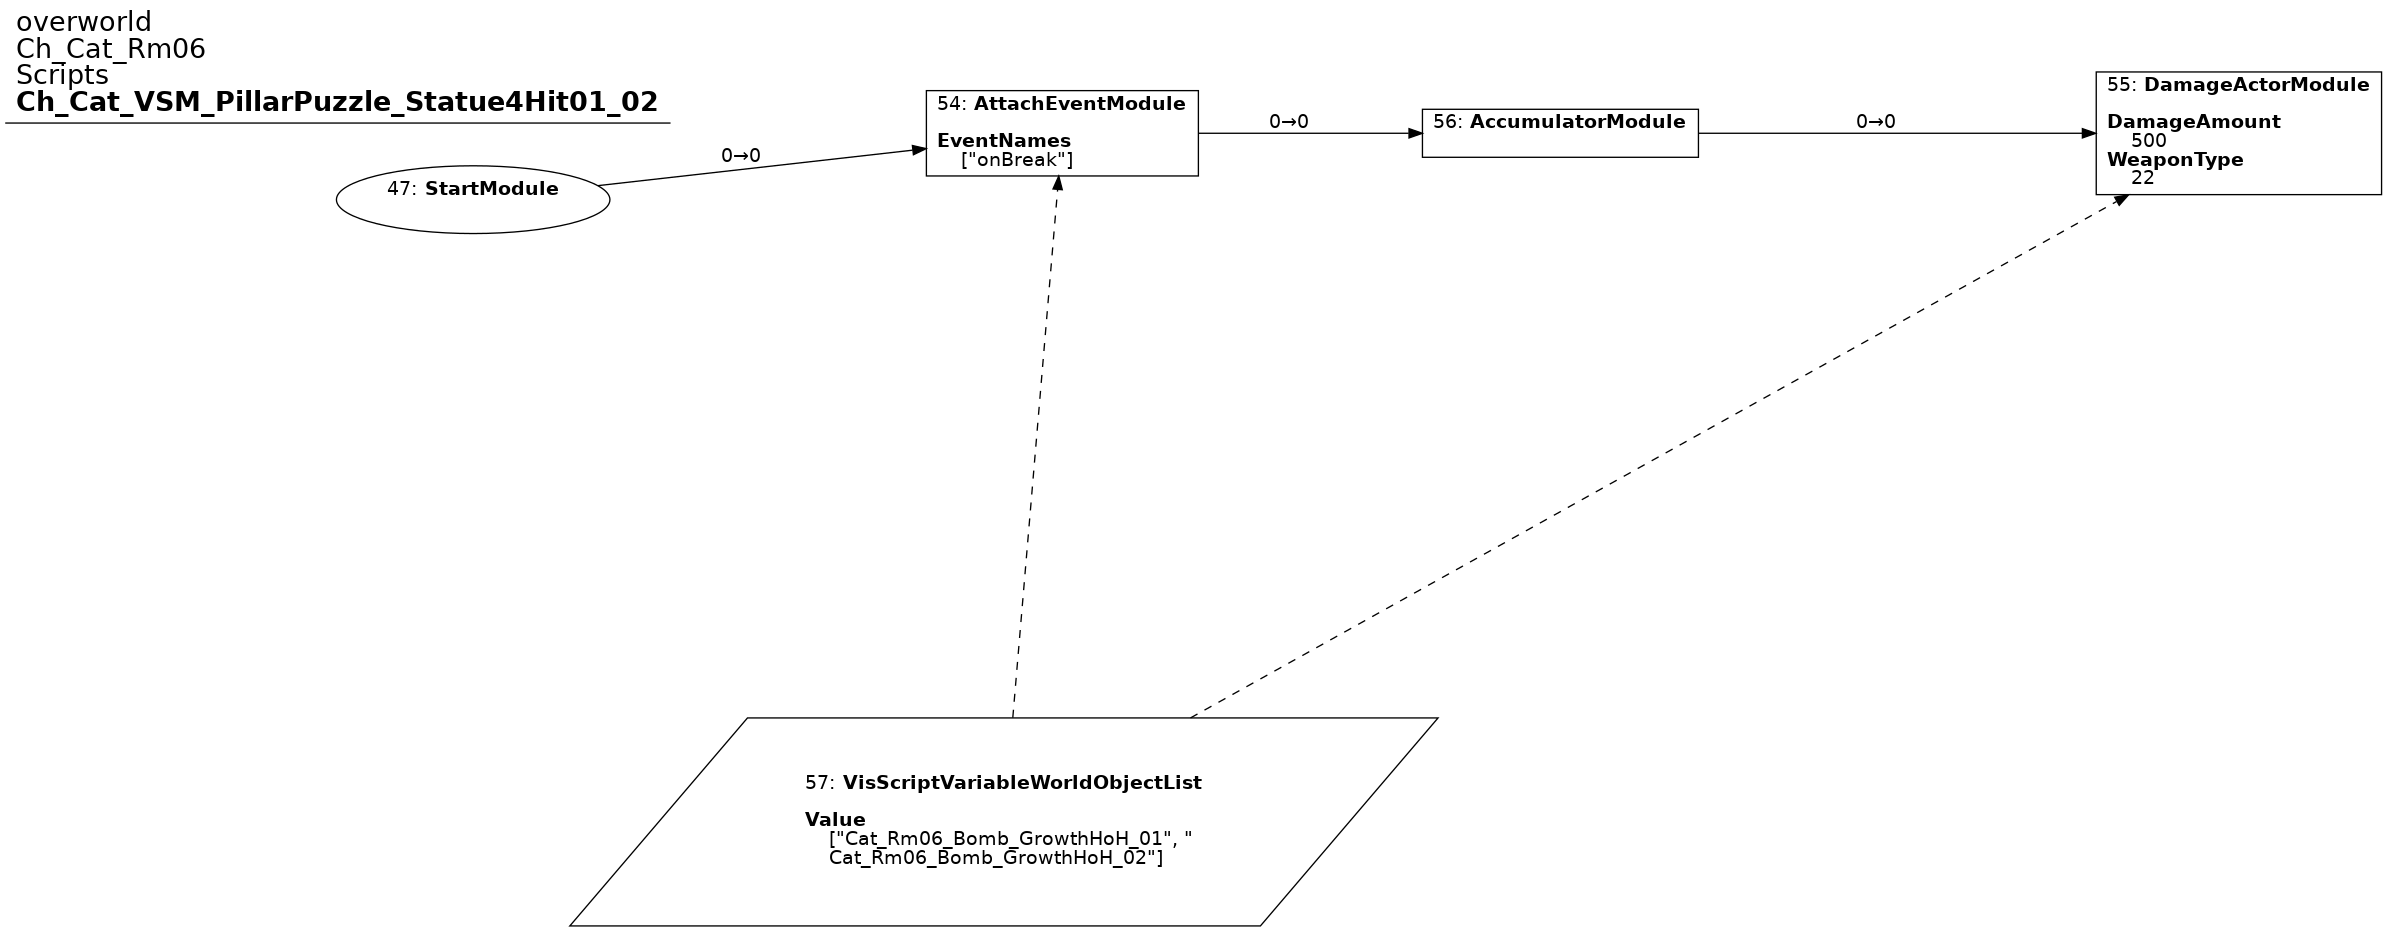 overworld
Ch_Cat_Rm06
Scripts
Ch_Cat_VSM_PillarPuzzle_Statue4Hit01_02
47: StartModule
0→0
54: AttachEventModule
EventNames
["onBreak"]
0→0
56: AccumulatorModule
0→0
55: DamageActorModule
DamageAmount
500
WeaponType
22
57: VisScriptVariableWorldObjectList
Value
["Cat_Rm06_Bomb_GrowthHoH_01", "
Cat_Rm06_Bomb_GrowthHoH_02"]